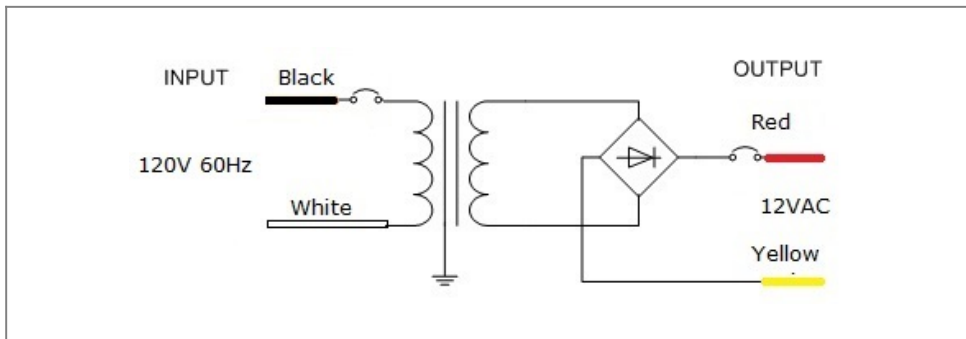 INPUT
Black
OUTPUT
Red
120V 60Hz
White
12VAC
Yellow